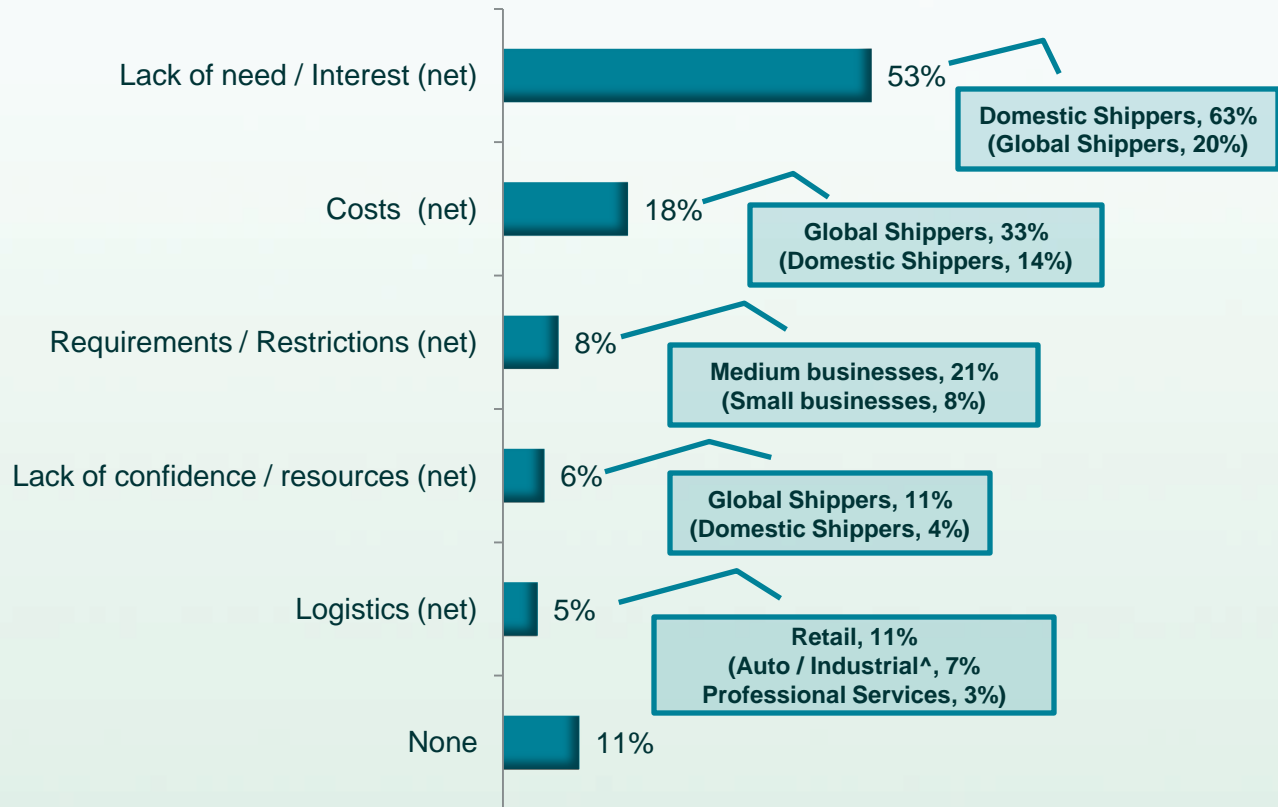 Lack of need / Interest (net)
53%
Domestic Shippers, 63%
(Global Shippers, 20%)
Costs (net)
18%
Global Shippers, 33%
(Domestic Shippers, 14%)
Requirements / Restrictions (net)
8%
Medium businesses, 21%
(Small businesses, 8%)
Lack of confidence / resources (net)
6%
Global Shippers, 11%
(Domestic Shippers, 4%)
Logistics (net)
5%
Retail, 11%
(Auto / Industrial^, 7%
Professional Services, 3%)
None
11%